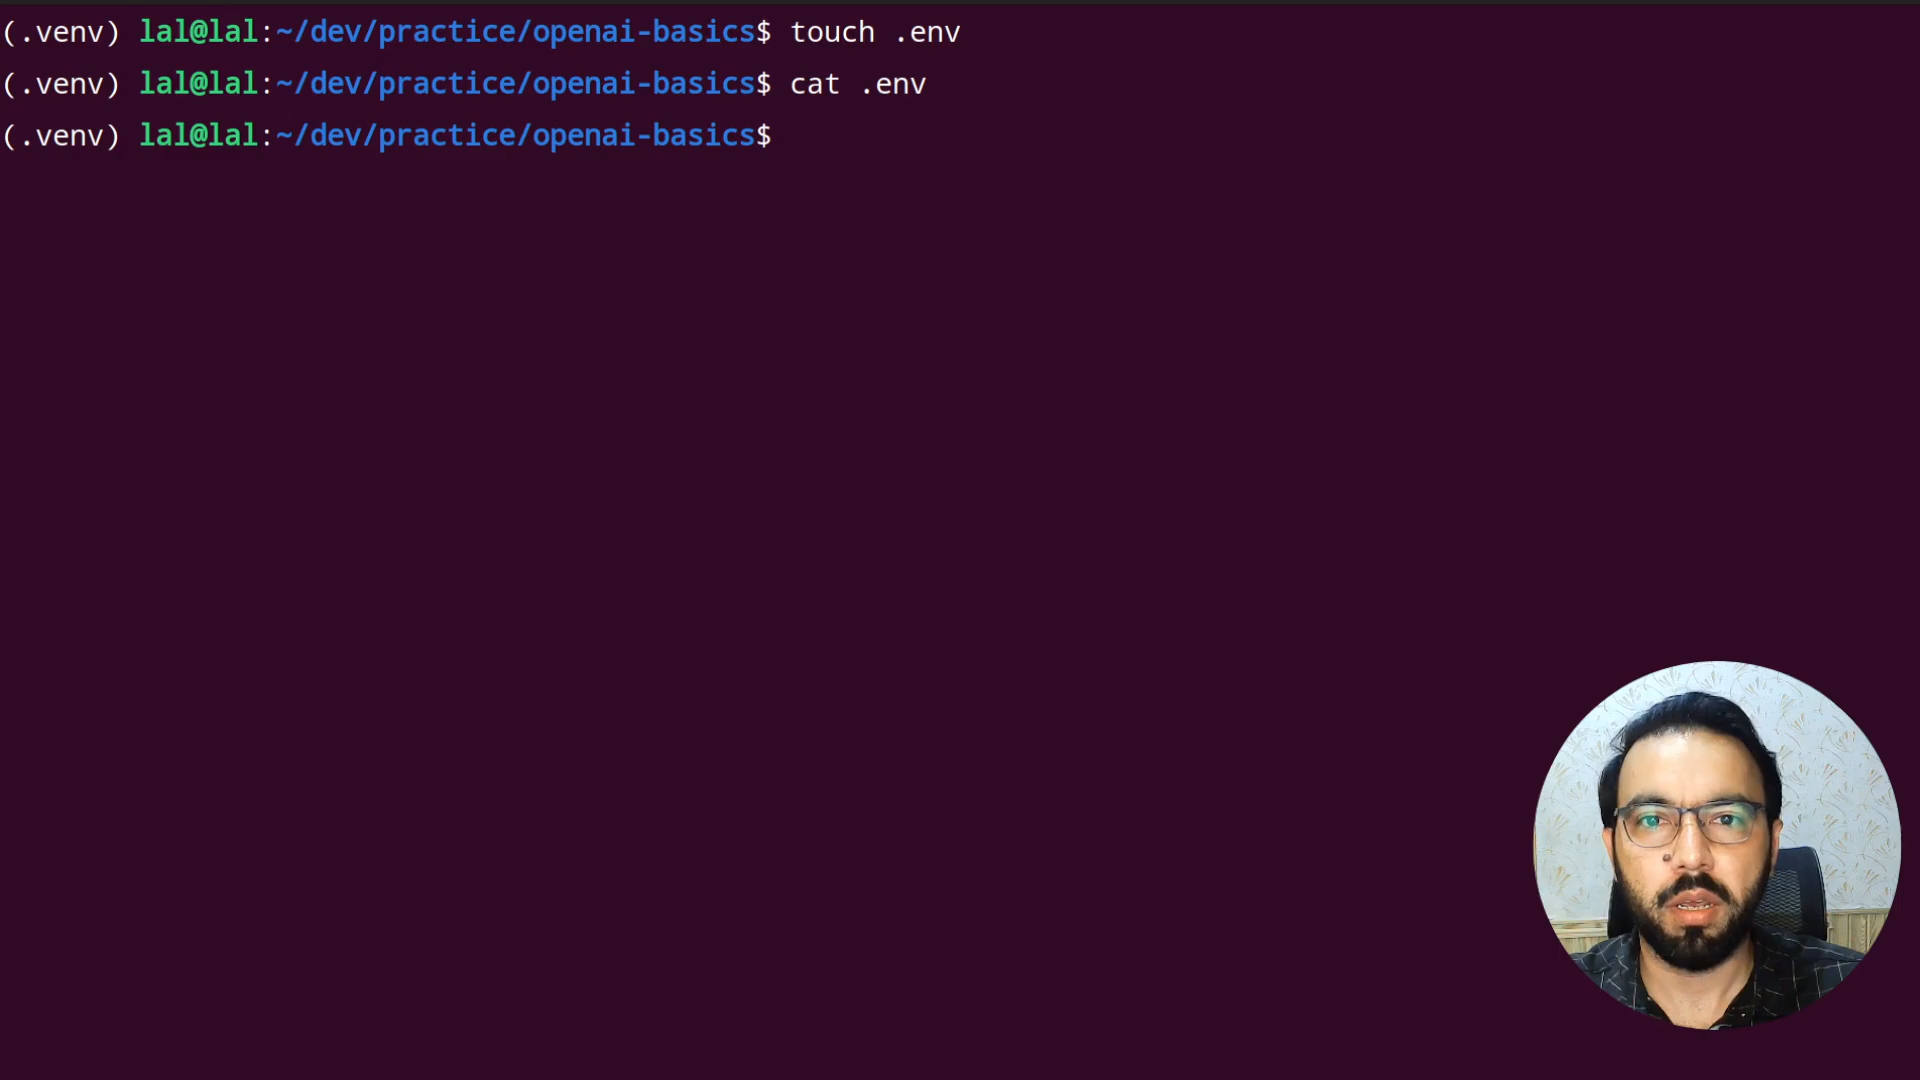 (.venv) lal@lal:~/dev/practice/openai-basics$ touch .env
(.venv) lal@lal:~/dev/practice/openai-basics$ cat .env
(.venv) lal@lal:~/dev/practice/openai-basics$